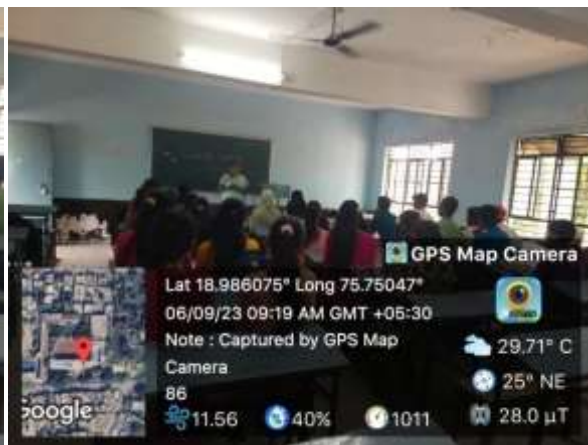 GPS Map Camera
Lat 18.986075° Long 75.75047°
06/09/23 09:19 AM GMT +05:30
Note : Captured by GPS Map
Camera
86
Google
29.71° C
25° NE
11.56
40%
1011
28.0 µT